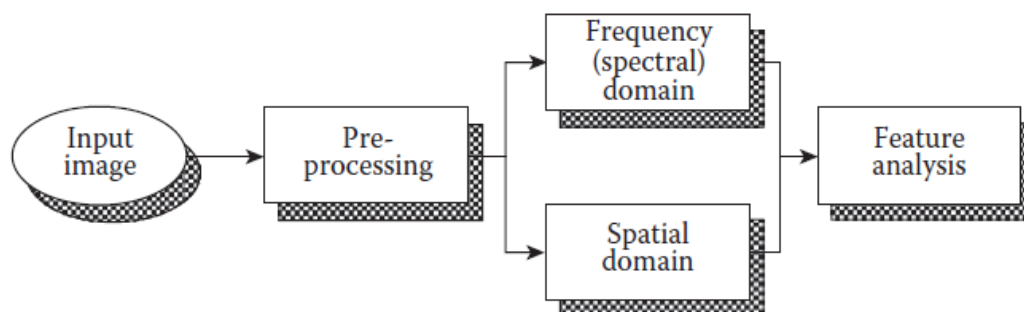 Input
image
Pre-
processing
Frequency
(spectral)
domain
Spatial
domain
Feature
analysis